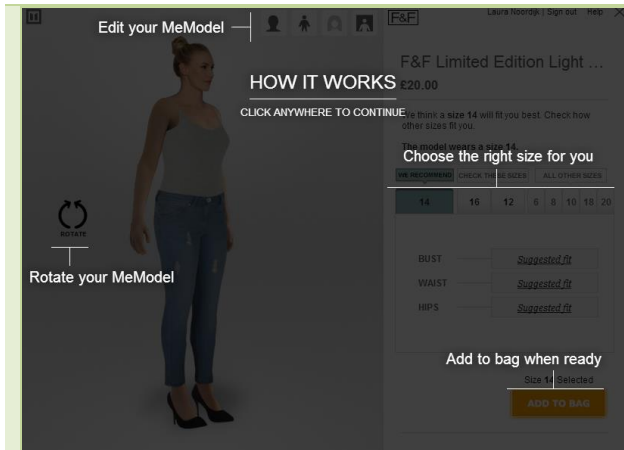 Edit your MeModel
F&F
Laura Noordijk | Sign out Help
F&F Limited Edition Light ...
£20.00
HOW IT WORKS
CLICK ANYWHERE TO CONTINUE
We think a size 14 will fit you best. Check how
other sizes fit you.
The model wears a size 14.
Choose the right size for you
WE RECOMMEND CHECK THESE SIZES ALL OTHER SIZES
14 16 12 6 8 10 18 20
ROTATE
Rotate your MeModel
BUST Suggested fit
WAIST Suggested fit
HIPS Suggested fit
Add to bag when ready
Size 14 Selected
ADD TO BAG